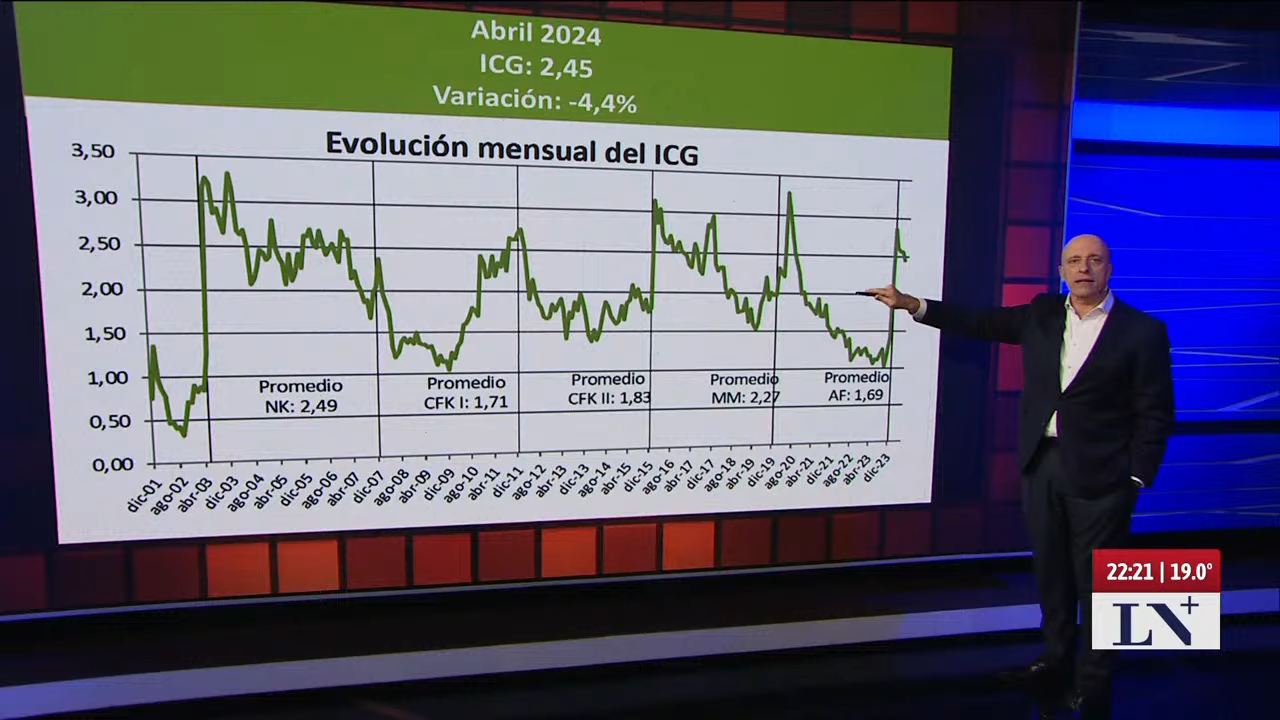 Abril 2024
ICG: 2,45
Variación: -4,4%
Evolución mensual del ICG
3,50
3,00
2,50
2,00
1,50
1,00
0,50
0,00
Promedio
NK: 2,49
Promedio
CFK I: 1,71
Promedio
CFK II: 1,83
Promedio
MM: 2,27
Promedio
AF: 1,69
dic-01
ago-02
abr-03
dic-03
ago-04
abr-05
dic-05
ago-06
abr-07
dic-07
ago-08
abr-09
dic-09
ago-10
abr-11
dic-11
ago-12
abr-13
dic-13
ago-14
abr-15
dic-15
ago-16
abr-17
dic-17
ago-18
abr-19
dic-19
ago-20
abr-21
dic-21
ago-22
abr-23
dic-23
22:21 | 19.0°
LN+